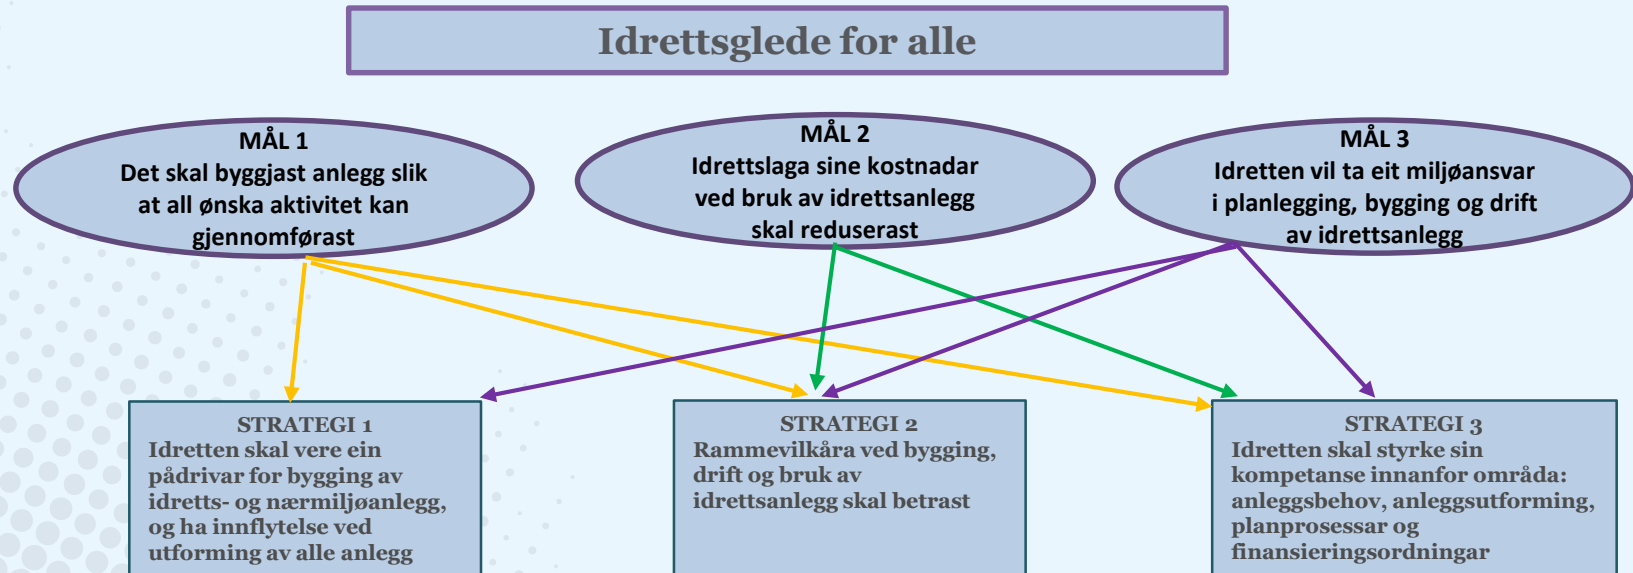 Idrettsglede for alle
MÅL 1
Det skal byggjast anlegg slik
at all ønska aktivitet kan
gjennomførast
MÅL 2
Idrettslaga sine kostnadar
ved bruk av idrettsanlegg
skal reduserast
MÅL 3
Idretten vil ta eit miljøansvar
i planlegging, bygging og drift
av idrettsanlegg
STRATEGI 1
Idretten skal vere ein
pådrivar for bygging av
idretts- og nærmiljøanlegg,
og ha innflytelse ved
utforming av alle anlegg
STRATEGI 2
Rammevilkåra ved bygging,
drift og bruk av
idrettsanlegg skal betrast
STRATEGI 3
Idretten skal styrke sin
kompetanse innanfor områda:
anleggsbehov, anleggsutforming,
planprosessar og
finansieringsordningar